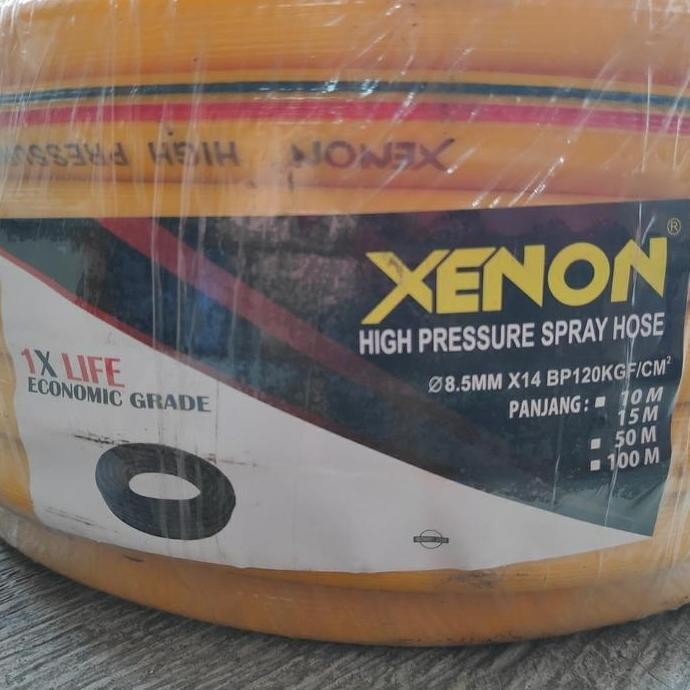 XENON HIGH PRESSUR
XENON®
HIGH PRESSURE SPRAY HOSE
Ø8.5MM X14 BP120KGF/CM²
PANJANG : ▪ 10 M
15 M
▪ 50 M
▪ 100 M
1X LIFE
ECONOMIC GRADE